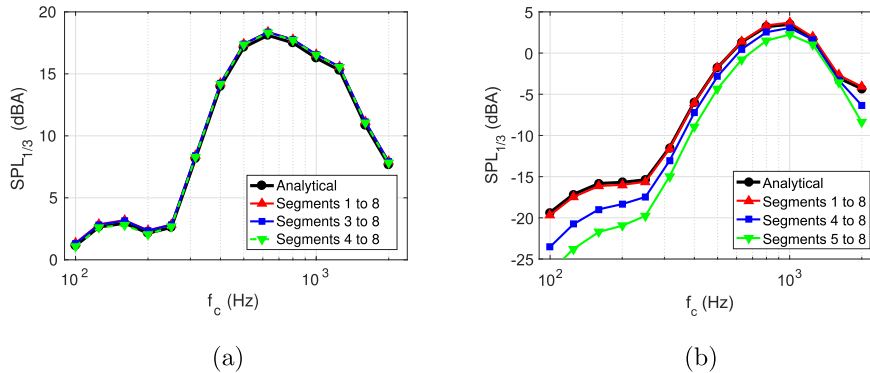 20
15
10
5
0
SPL1/3 (dBA)
10^2
10^3
f_c (Hz)
Analytical
Segments 1 to 8
Segments 3 to 8
Segments 4 to 8
(a)
5
0
-5
-10
-15
-20
-25
SPL1/3 (dBA)
10^2
10^3
f_c (Hz)
Analytical
Segments 1 to 8
Segments 4 to 8
Segments 5 to 8
(b)